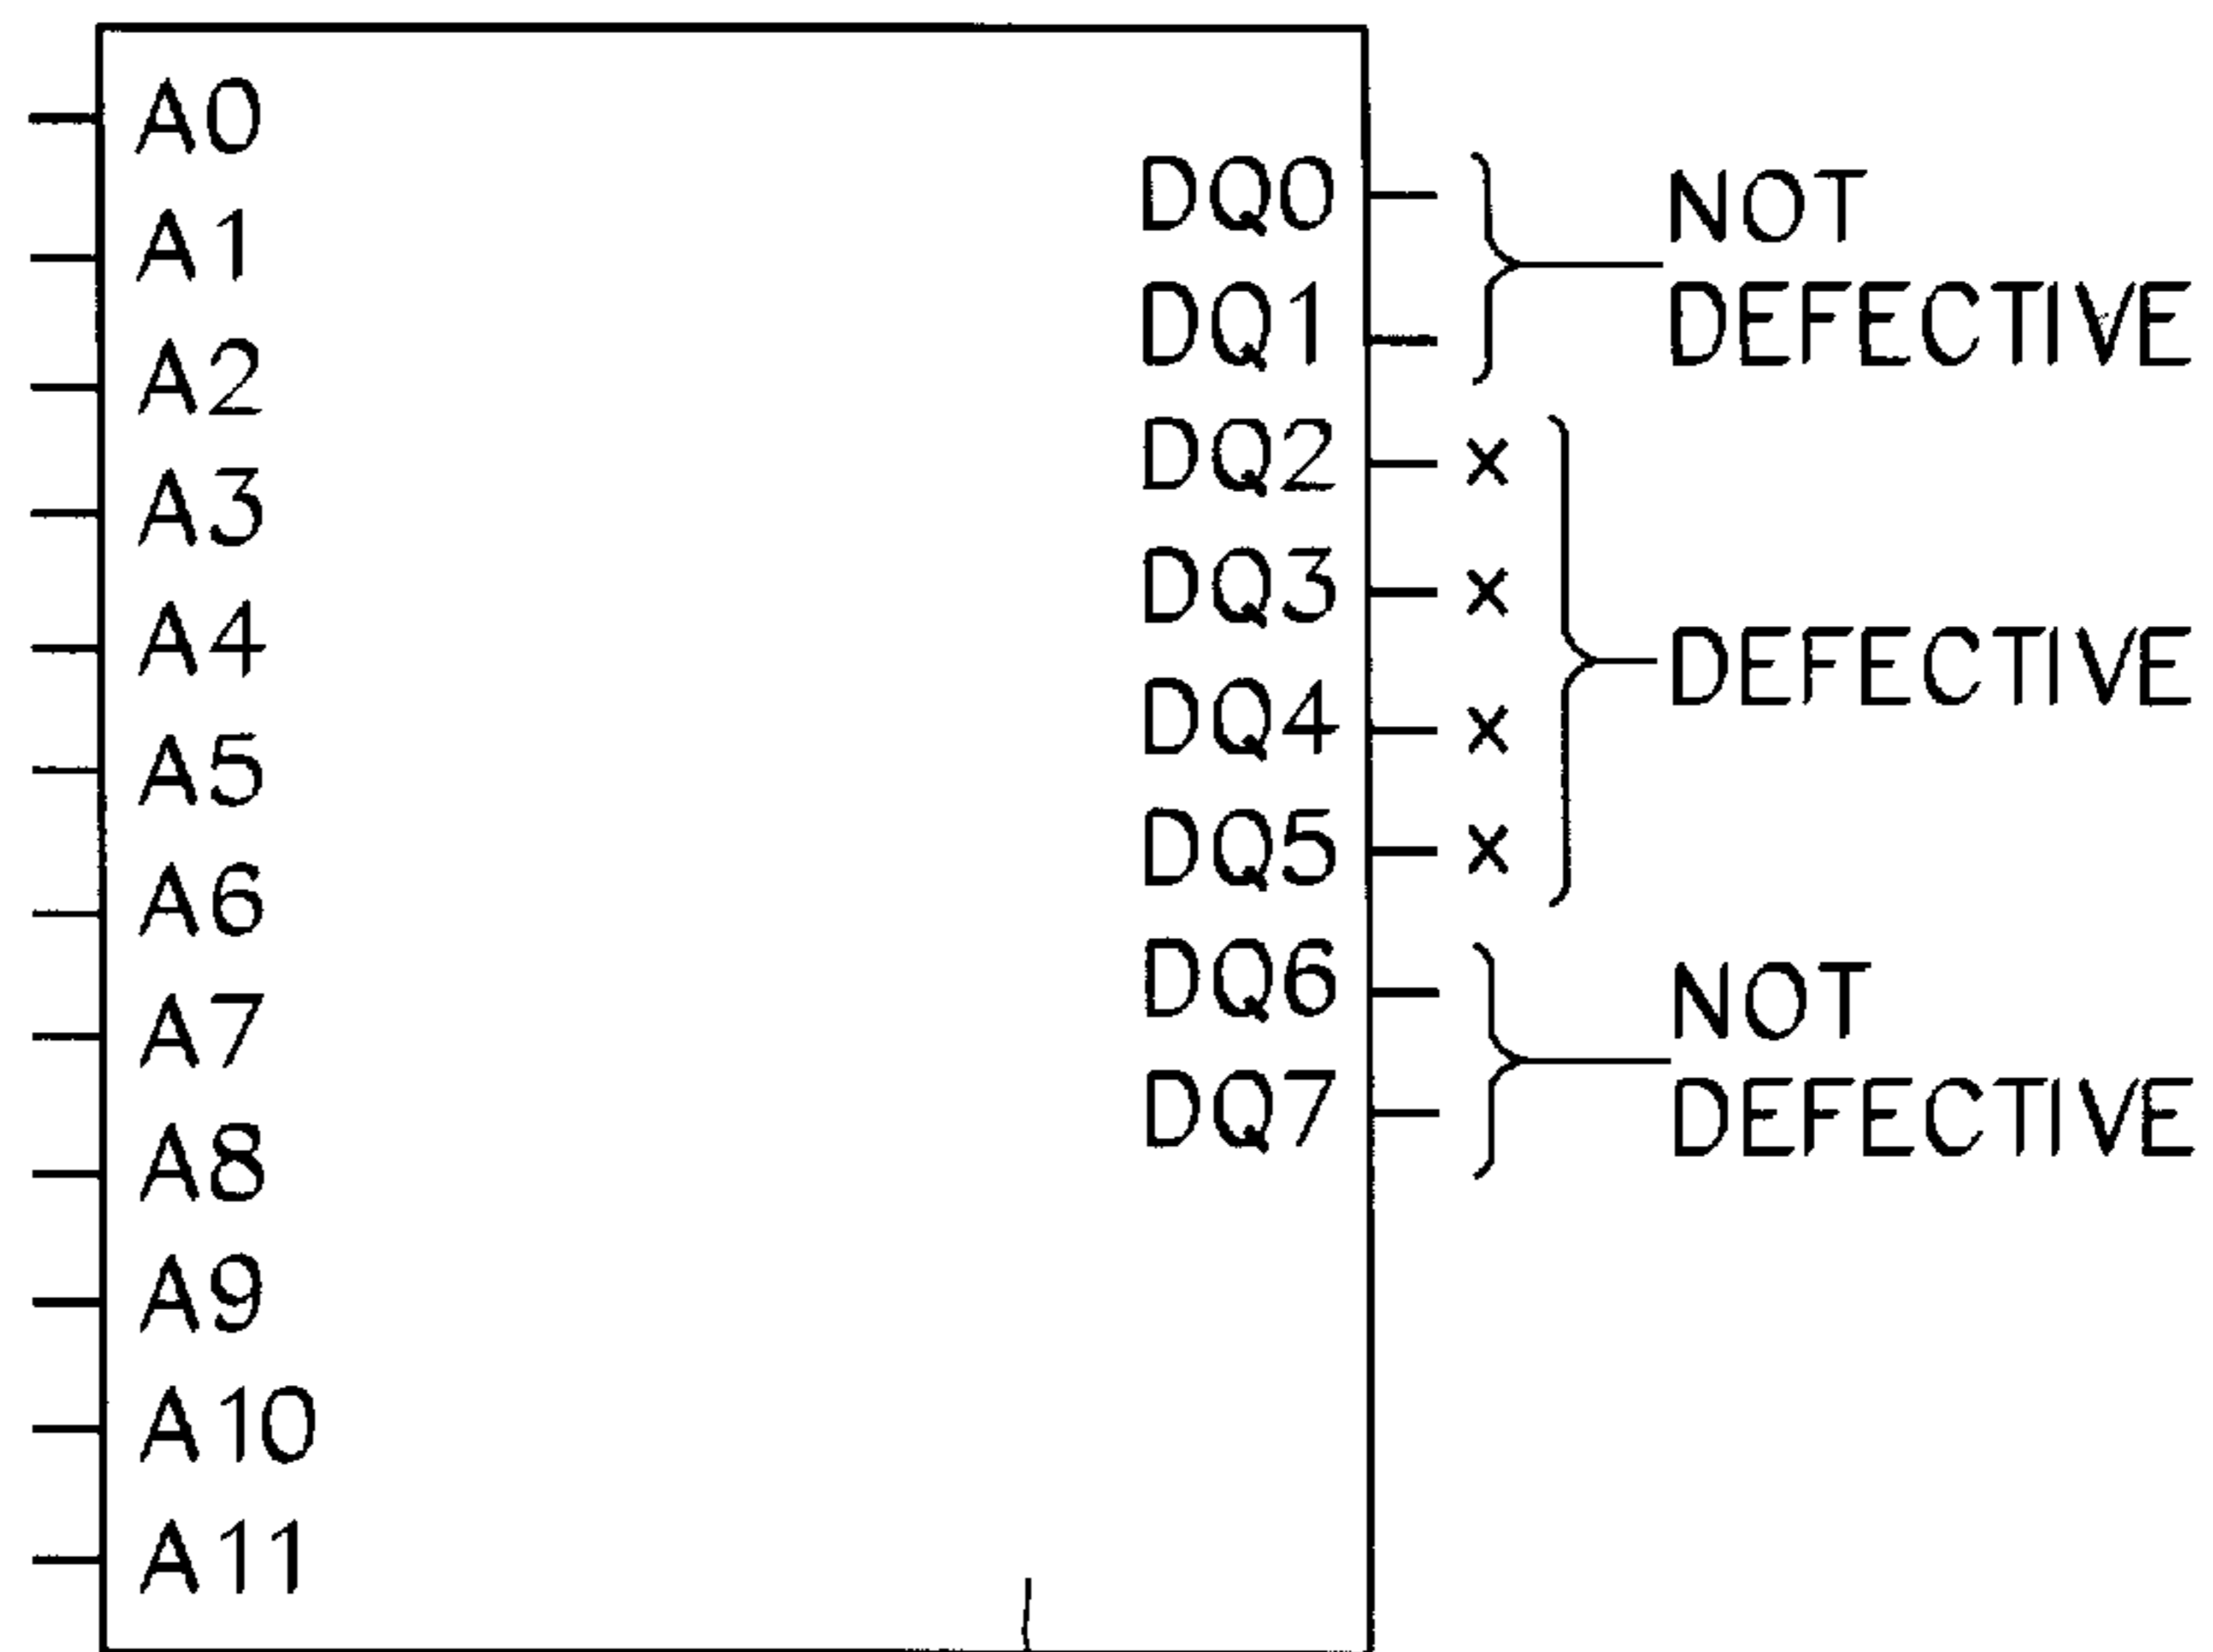 A0
A1
A2
A3
A4
A5
A6
A7
A8
A9
A10
A11
DQ0
DQ1
DQ2 ×
DQ3 ×
DQ4 ×
DQ5 ×
DQ6
DQ7
NOT
DEFECTIVE
DEFECTIVE
NOT
DEFECTIVE